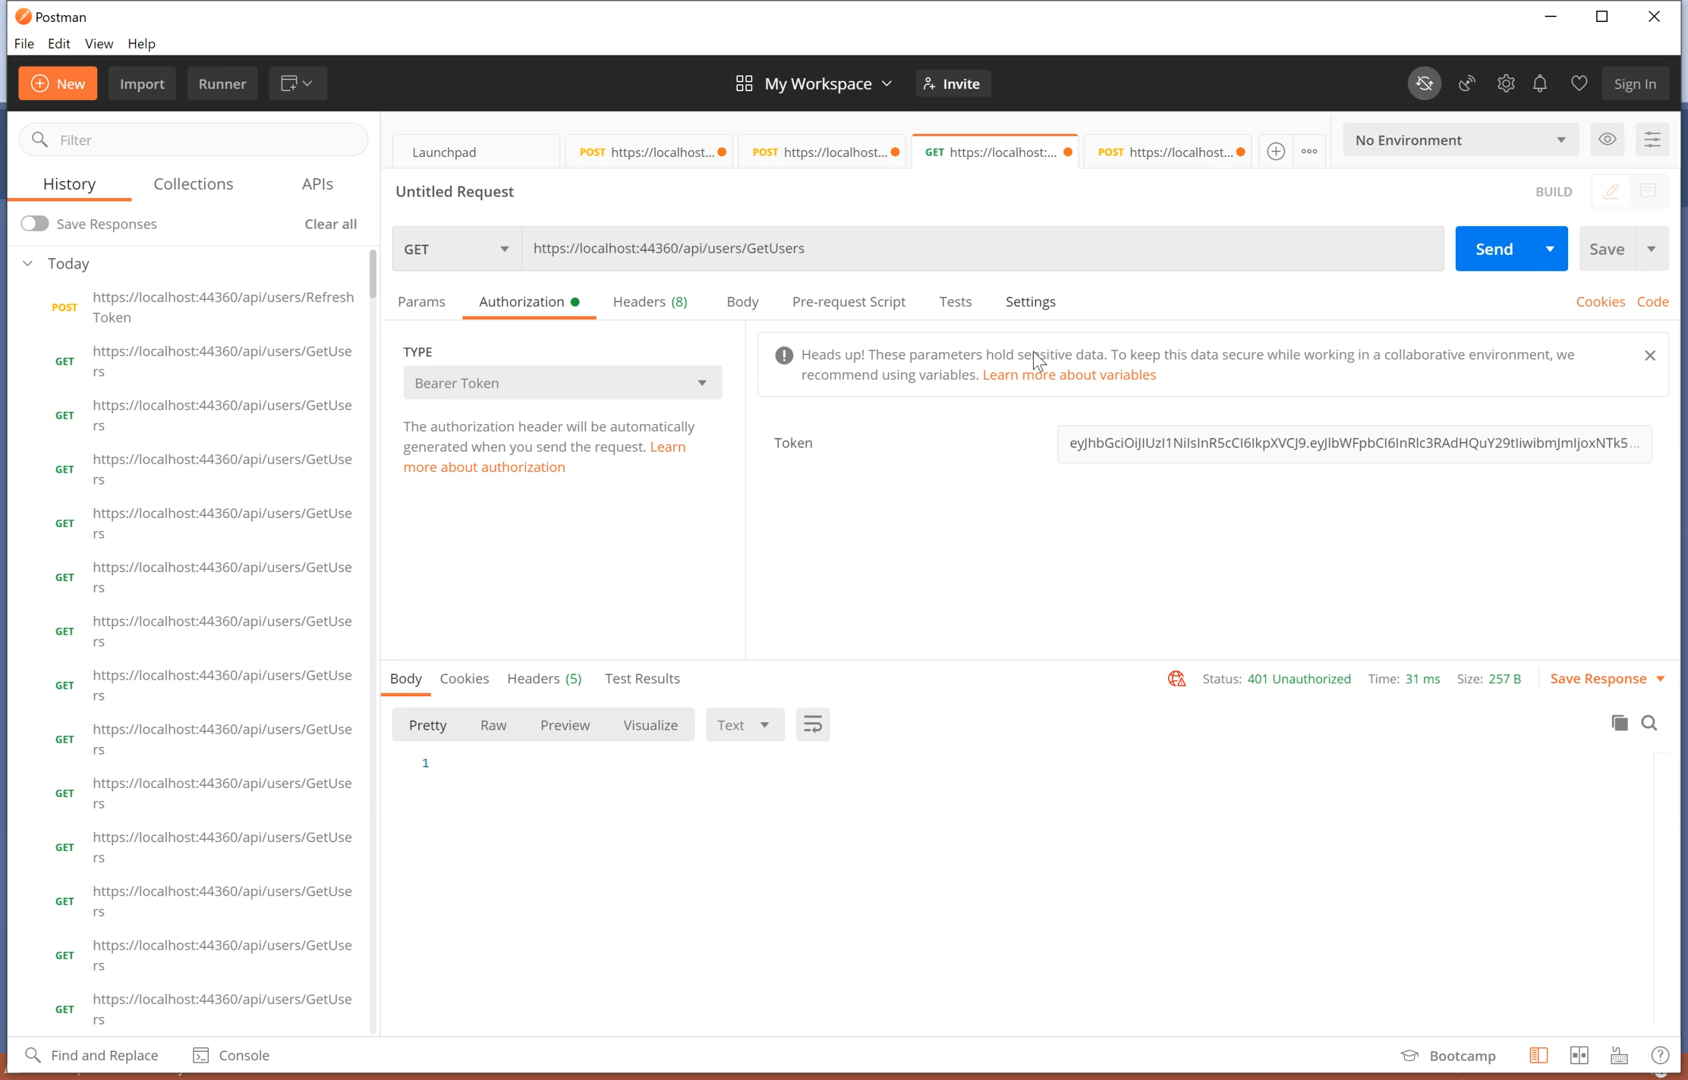 Postman
File Edit View Help
New Import Runner My Workspace Invite Sign In
Filter
History Collections APIs
Save Responses Clear all
Today
POST https://localhost:44360/api/users/Refresh
Token
GET https://localhost:44360/api/users/GetUse
rs
GET https://localhost:44360/api/users/GetUse
rs
GET https://localhost:44360/api/users/GetUse
rs
GET https://localhost:44360/api/users/GetUse
rs
GET https://localhost:44360/api/users/GetUse
rs
GET https://localhost:44360/api/users/GetUse
rs
GET https://localhost:44360/api/users/GetUse
rs
GET https://localhost:44360/api/users/GetUse
rs
GET https://localhost:44360/api/users/GetUse
rs
GET https://localhost:44360/api/users/GetUse
rs
GET https://localhost:44360/api/users/GetUse
rs
GET https://localhost:44360/api/users/GetUse
rs
GET https://localhost:44360/api/users/GetUse
rs
Launchpad POST https://localhost... POST https://localhost... GET https://localhost:... POST https://localhost... No Environment
Untitled Request BUILD
GET https://localhost:44360/api/users/GetUsers Send Save
Params Authorization Headers (8) Body Pre-request Script Tests Settings Cookies Code
TYPE
Bearer Token
The authorization header will be automatically
generated when you send the request. Learn
more about authorization
Heads up! These parameters hold sensitive data. To keep this data secure while working in a collaborative environment, we
recommend using variables. Learn more about variables
Token
Body Cookies Headers (5) Test Results Status: 401 Unauthorized Time: 31 ms Size: 257 B Save Response
Pretty Raw Preview Visualize Text
1
Find and Replace Console Bootcamp